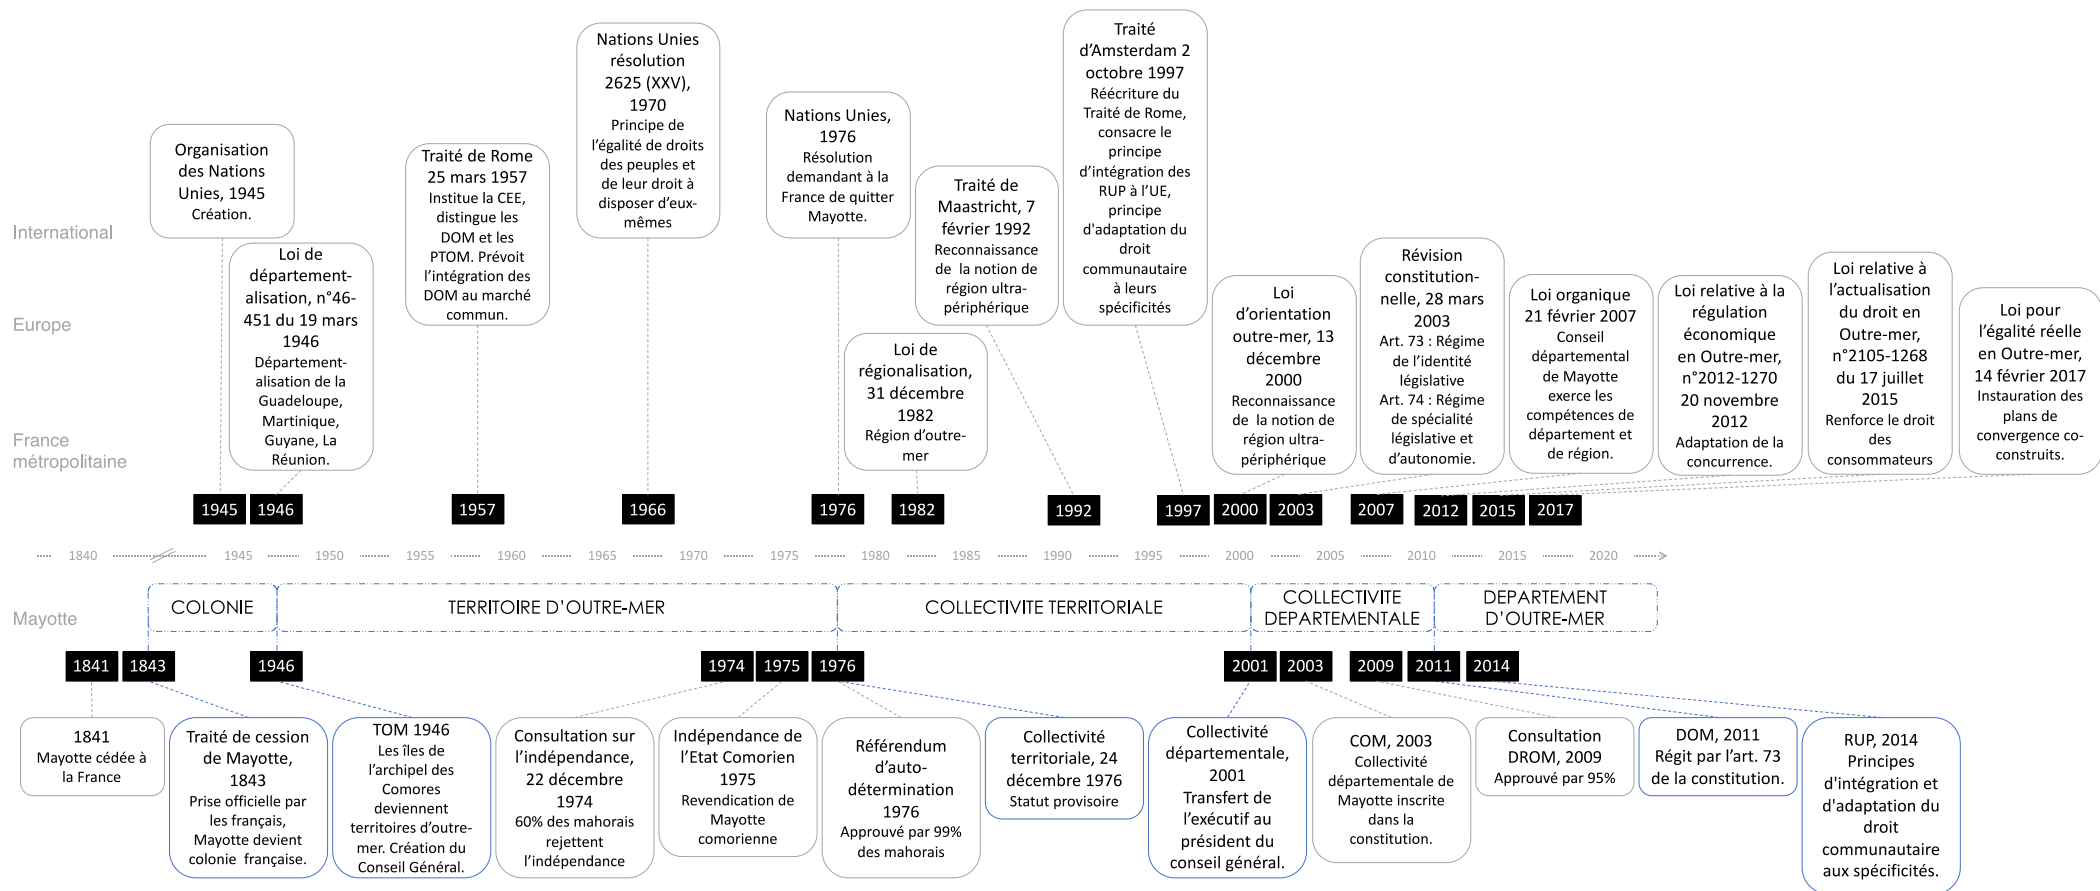 Organisation
des Nations
Unies, 1945
Création.
Loi de
département-
alisation, n°46-
451 du 19 mars
1946
Département-
alisation de la
Guadeloupe,
Martinique,
Guyane, La
Réunion.
Traité de Rome
25 mars 1957
Institue la CEE,
distingue les
DOM et les
PTOM. Prévoit
l’intégration des
DOM au marché
commun.
Nations Unies
résolution
2625 (XXV),
1970
Principe de
l’égalité de droits
des peuples et
de leur droit à
disposer d’eux-
mêmes
Nations Unies,
1976
Résolution
demandant à la
France de quitter
Mayotte.
Loi de
régionalisation,
31 décembre
1982
Région d’outre-
mer
Traité de
Maastricht, 7
février 1992
Reconnaissance
de la notion de
région ultra-
périphérique
Traité
d’Amsterdam 2
octobre 1997
Réécriture du
Traité de Rome,
consacre le
principe
d’intégration des
RUP à l’UE,
principe
d'adaptation du
droit
communautaire
à leurs
spécificités
Loi
d’orientation
outre-mer, 13
décembre
2000
Reconnaissance
de la notion de
région ultra-
périphérique
Révision
constitution-
nelle, 28 mars
2003
Art. 73 : Régime
de l’identité
législative
Art. 74 : Régime
de spécialité
législative et
d’autonomie.
Loi organique
21 février 2007
Conseil
départemental
de Mayotte
exerce les
compétences de
département et
de région.
Loi relative à la
régulation
économique
en Outre-mer,
n°2012-1270
20 novembre
2012
Adaptation de la
concurrence.
Loi relative à
l’actualisation
du droit en
Outre-mer,
n°2105-1268
du 17 juillet
2015
Renforce le droit
des
consommateurs
Loi pour
l’égalité réelle
en Outre-mer,
14 février 2017
Instauration des
plans de
convergence co-
construits.
International
Europe
France
métropolitaine
1945 1946 1957 1966 1976 1982 1992 1997 2000 2003 2007 2012 2015 2017
1840 1945 1950 1955 1960 1965 1970 1975 1980 1985 1990 1995 2000 2005 2010 2015 2020
Mayotte
COLONIE
TERRITOIRE D’OUTRE-MER
COLLECTIVITE TERRITORIALE
COLLECTIVITE
DEPARTEMENTALE
DEPARTEMENT
D’OUTRE-MER
1841 1843 1946 1974 1975 1976 2001 2003 2009 2011 2014
1841
Mayotte cédée à
la France
Traité de cession
de Mayotte,
1843
Prise officielle par
les français,
Mayotte devient
colonie française.
TOM 1946
Les îles de
l’archipel des
Comores
deviennent
territoires d’outre-
mer. Création du
Conseil Général.
Consultation sur
l’indépendance,
22 décembre
1974
60% des mahorais
rejettent
l’indépendance
Indépendance de
l’Etat Comorien
1975
Revendication de
Mayotte
comorienne
Référendum
d’auto-
détermination
1976
Approuvé par 99%
des mahorais
Collectivité
territoriale, 24
décembre 1976
Statut provisoire
Collectivité
départementale,
2001
Transfert de
l’exécutif au
président du
conseil général.
COM, 2003
Collectivité
départementale de
Mayotte inscrite
dans la
constitution.
Consultation
DROM, 2009
Approuvé par 95%
DOM, 2011
Régit par l’art. 73
de la constitution.
RUP, 2014
Principes
d'intégration et
d'adaptation du
droit
communautaire
aux spécificités.